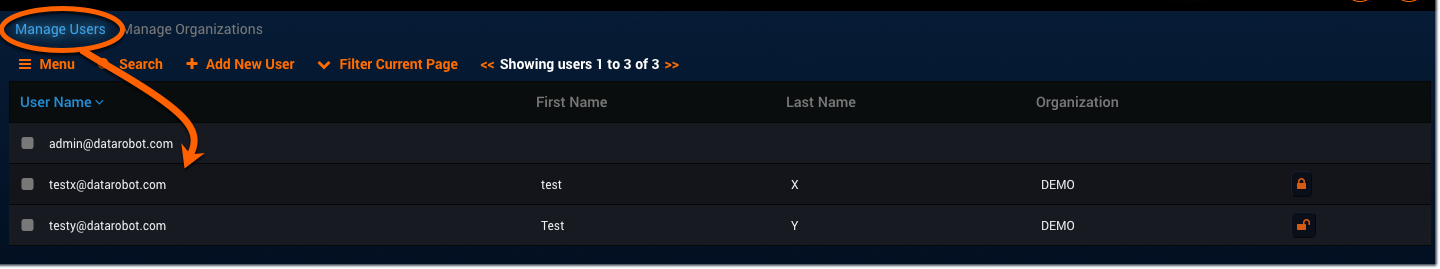 Manage Users Manage Organizations
Menu Search Add New User Filter Current Page << Showing users 1 to 3 of 3 >>
User Name First Name Last Name Organization
admin@datarobot.com
testx@datarobot.com test X DEMO
testy@datarobot.com Test Y DEMO